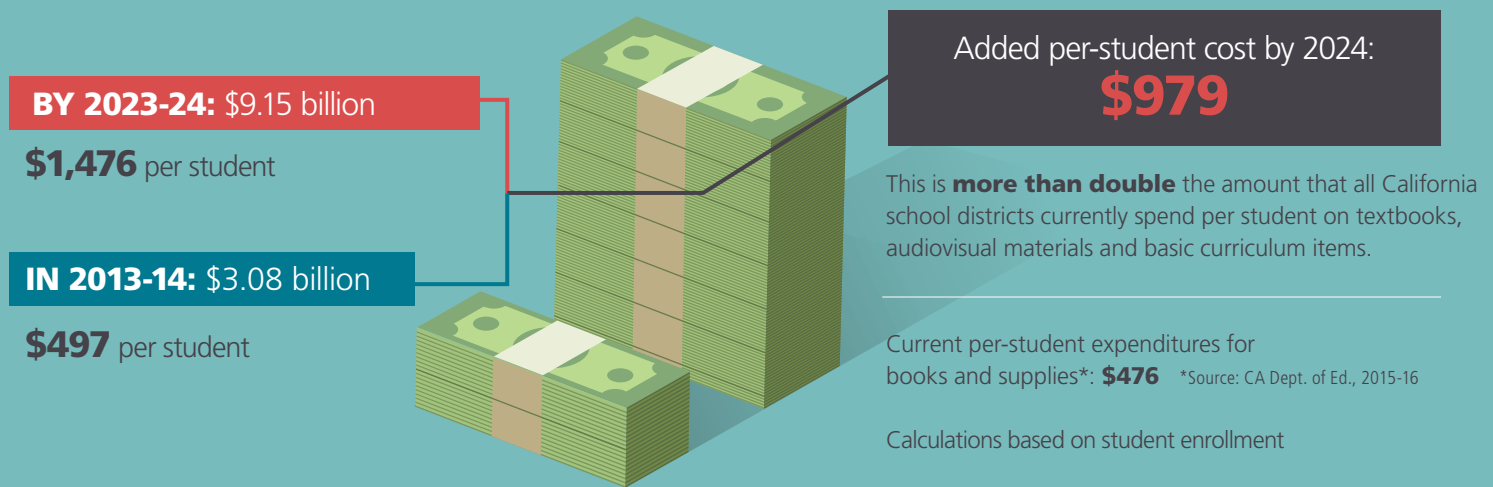 BY 2023-24: $9.15 billion
$1,476 per student
IN 2013-14: $3.08 billion
$497 per student
Added per-student cost by 2024:
$979
This is more than double the amount that all California
school districts currently spend per student on textbooks,
audiovisual materials and basic curriculum items.
Current per-student expenditures for
books and supplies*: $476 *Source: CA Dept. of Ed., 2015-16
Calculations based on student enrollment